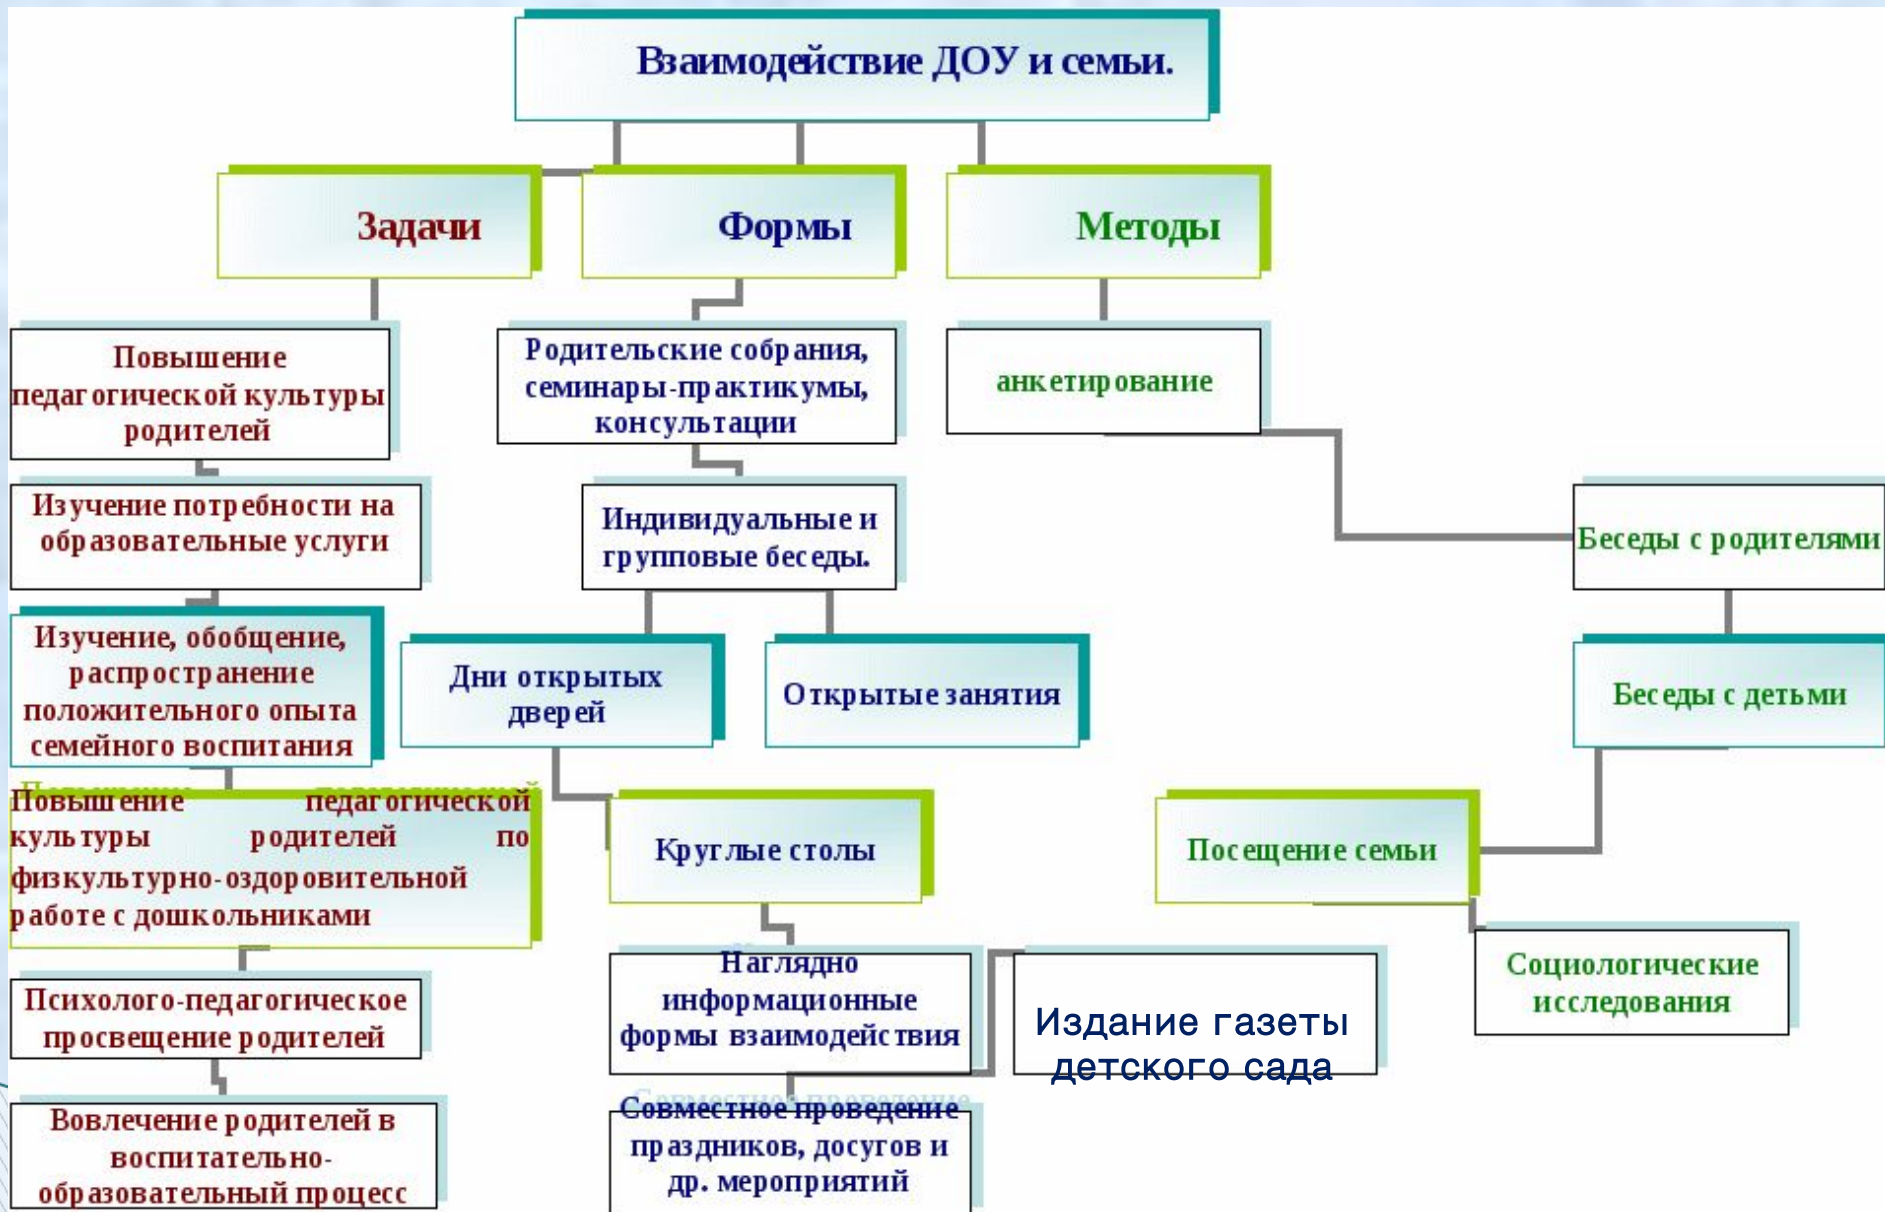 Взаимодействие ДОУ и семьи.
Задачи
Формы
Методы
Повышение
педагогической культуры
родителей
Родительские собрания,
семинары-практикумы,
консультации
анкетирование
Изучение потребности на
образовательные услуги
Индивидуальные и
групповые беседы.
Беседы с родителями
Изучение, обобщение,
распространение
положительного опыта
семейного воспитания
Дни открытых
дверей
Открытые занятия
Беседы с детьми
Повышение педагогической
культуры родителей по
физкультурно-оздоровительной
работе с дошкольниками
Круглые столы
Посещение семьи
Психолого-педагогическое
просвещение родителей
Наглядно
информационные
формы взаимодействия
Издание газеты
детского сада
Социологические
исследования
Вовлечение родителей в
воспитательно-
образовательный процесс
Совместное проведение
праздников, досугов и
др. мероприятий